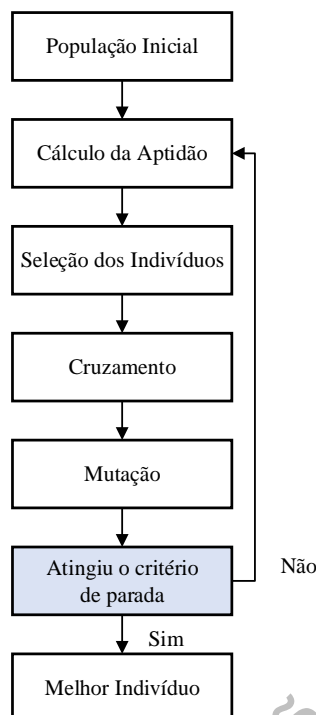 População Inicial
Cálculo da Aptidão
Seleção dos Indivíduos
Cruzamento
Mutação
Atingiu o critério
de parada
Não
Sim
Melhor Indivíduo